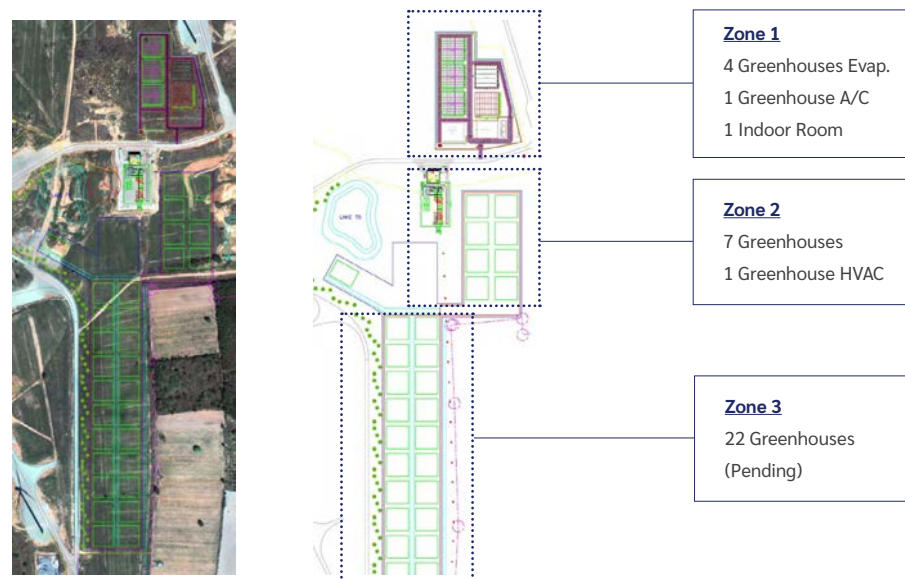 Zone 1
4 Greenhouses Evap.
1 Greenhouse A/C
1 Indoor Room
Zone 2
7 Greenhouses
1 Greenhouse HVAC
LAKE
Zone 3
22 Greenhouses
(Pending)